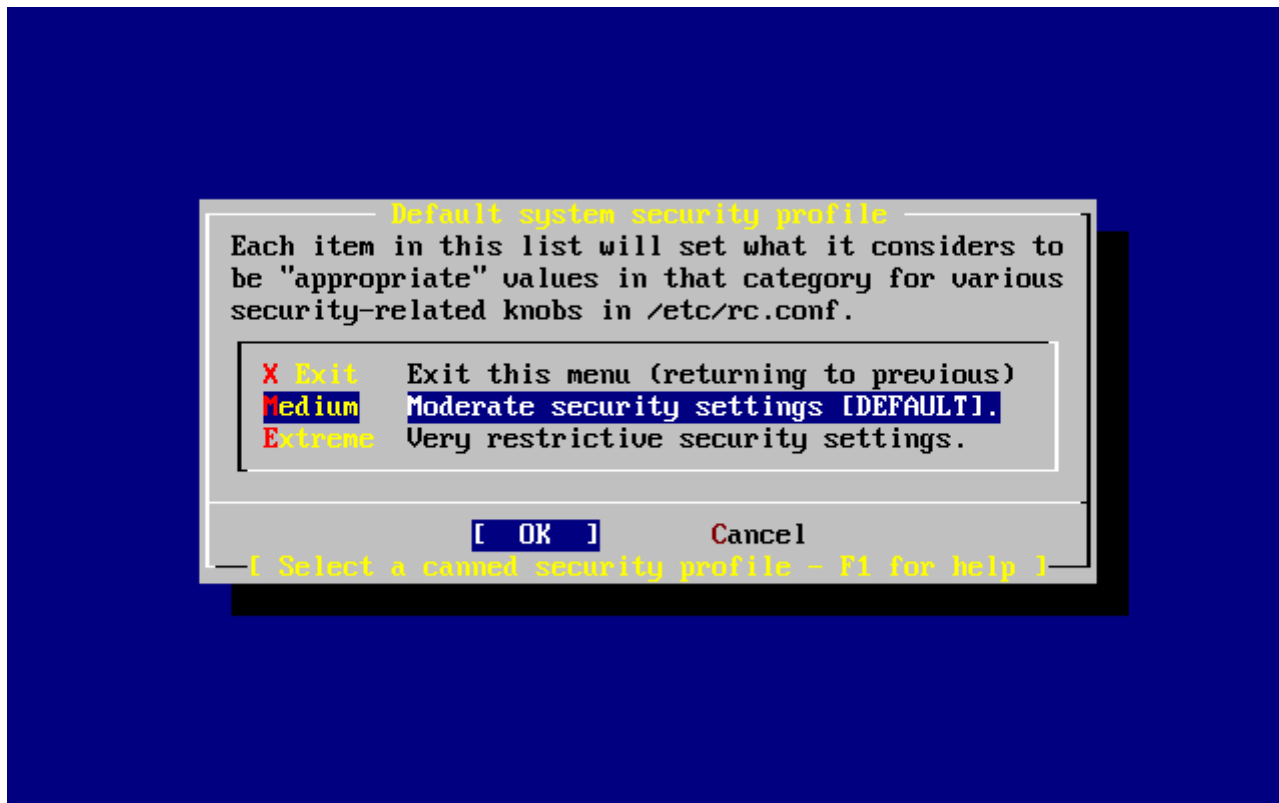 Default system security profile
Each item in this list will set what it considers to
be "appropriate" values in that category for various
security-related knobs in /etc/rc.conf.
X Exit Exit this menu (returning to previous)
Medium Moderate security settings [DEFAULT].
Extreme Very restrictive security settings.
[ OK ] Cancel
[ Select a canned security profile - F1 for help ]